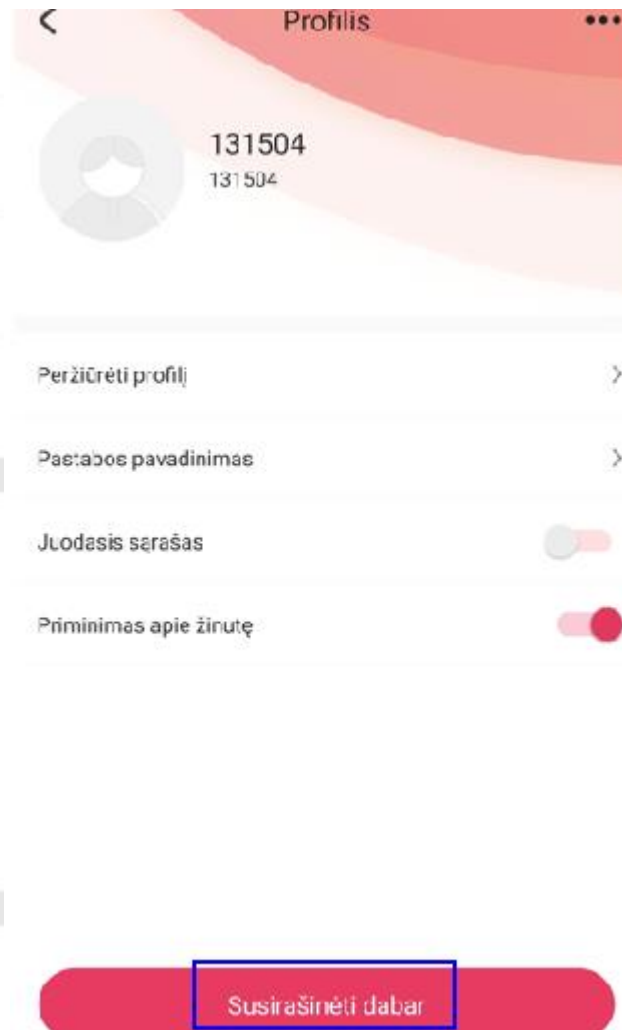 Profilis
131504
131504
Peržiūrėti profilį
Pastabos pavadinimas
Juodasis sąrašas
Priminimas apie žinutę
Susirašinėti dabar